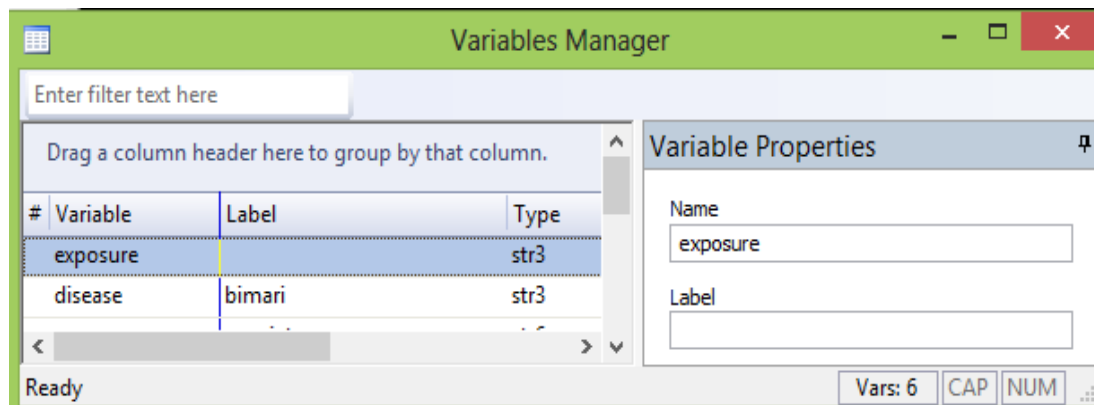 Variables Manager
Enter filter text here
Drag a column header here to group by that column.
# Variable Label Type
exposure str3
disease bimari str3
Variable Properties
Name
exposure
Label
Ready
Vars: 6 CAP NUM